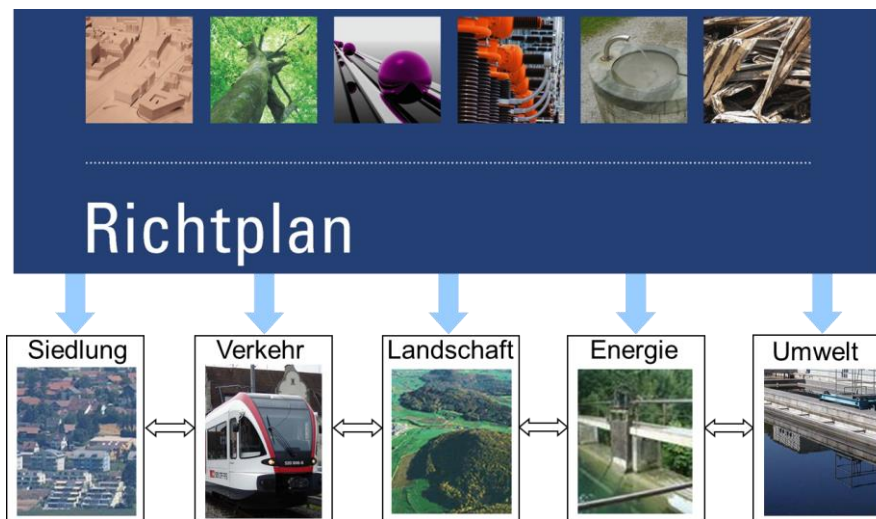 Richtplan
Siedlung
Verkehr
Landschaft
Energie
Umwelt